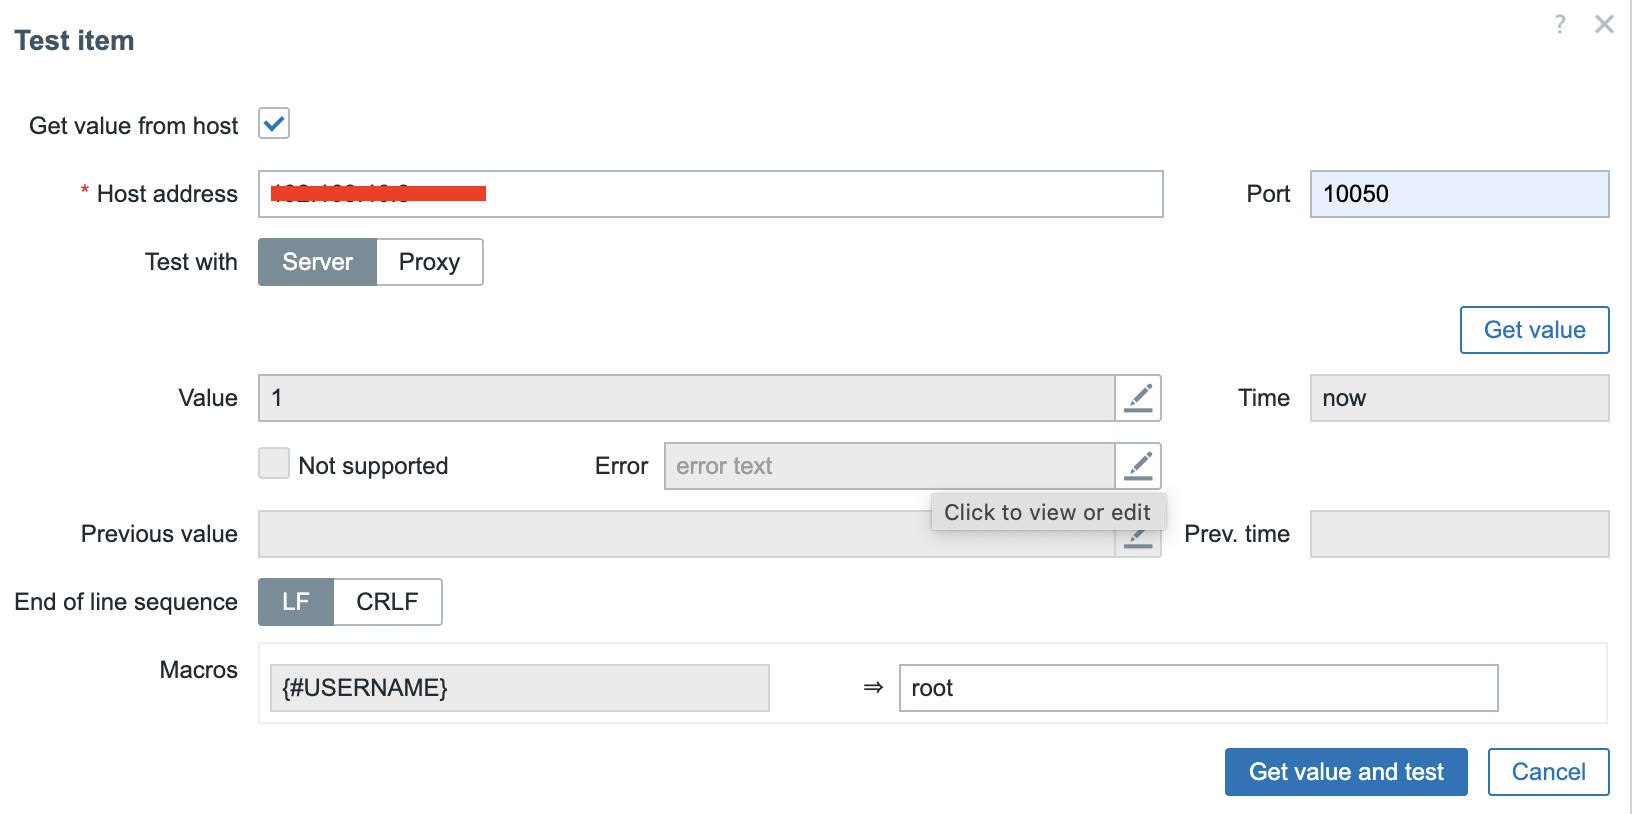 Test item
?
Get value from host
* Host address
Port
10050
Test with
Server
Proxy
Get value
Value
1
Time
now
Not supported
Error
error text
Click to view or edit
Previous value
Prev. time
End of line sequence
LF
CRLF
Macros
{#USERNAME}
⇒
root
Get value and test
Cancel